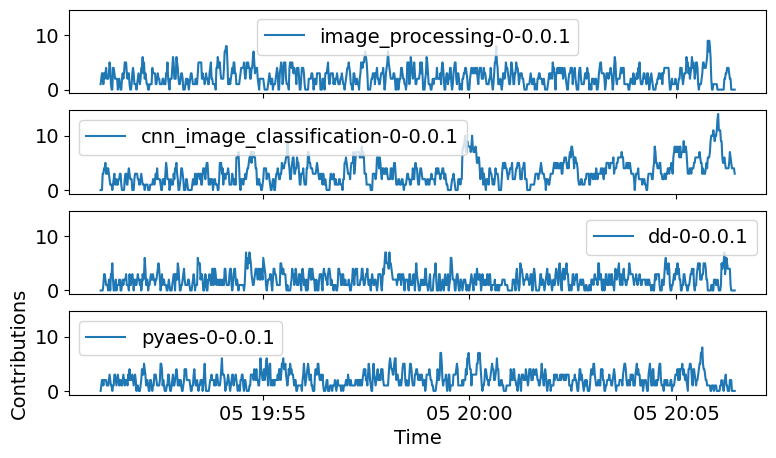 10
0
image_processing-0-0.0.1
10
0
cnn_image_classification-0-0.0.1
10
0
dd-0-0.0.1
10
0
pyaes-0-0.0.1
Contributions
05 19:55
05 20:00
05 20:05
Time